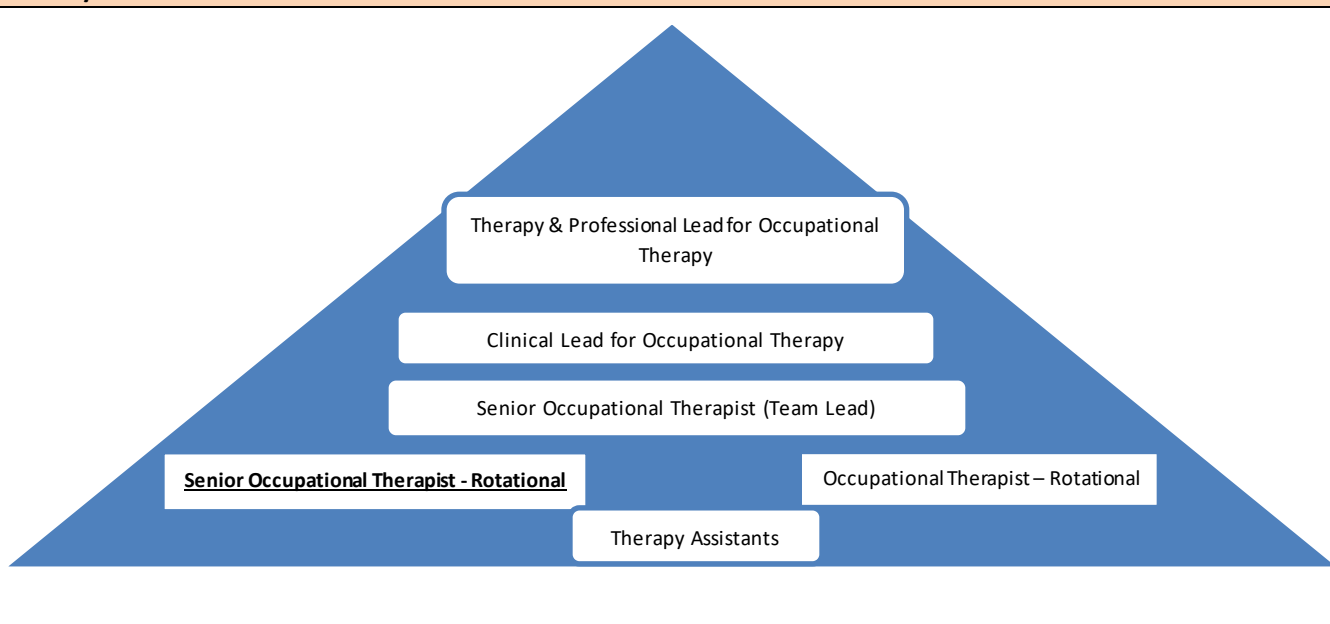 Therapy & Professional Lead for Occupational
Therapy
Clinical Lead for Occupational Therapy
Senior Occupational Therapist (Team Lead)
Senior Occupational Therapist - Rotational
Occupational Therapist – Rotational
Therapy Assistants